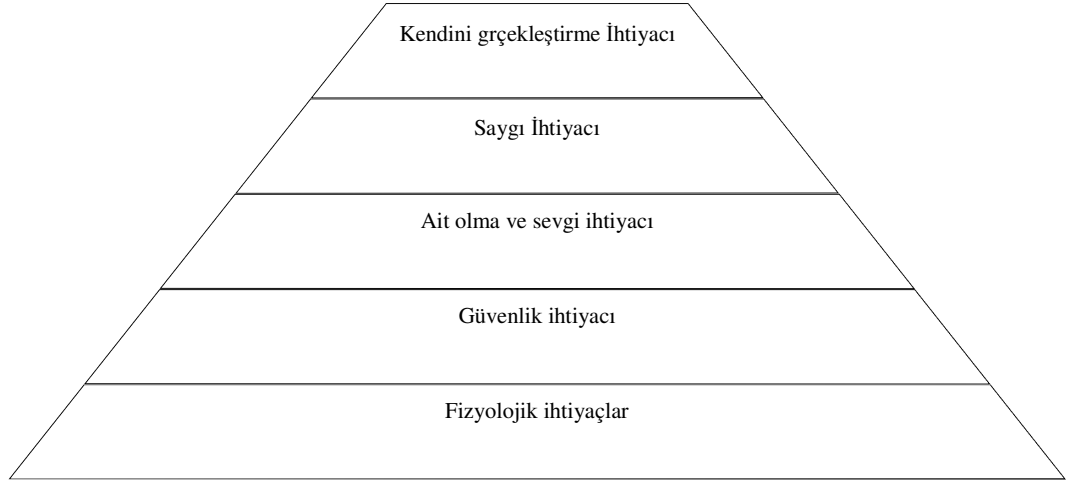 Kendini grçekleştirme İhtiyacı
Saygı İhtiyacı
Ait olma ve sevgi ihtiyacı
Güvenlik ihtiyacı
Fizyolojik ihtiyaçlar